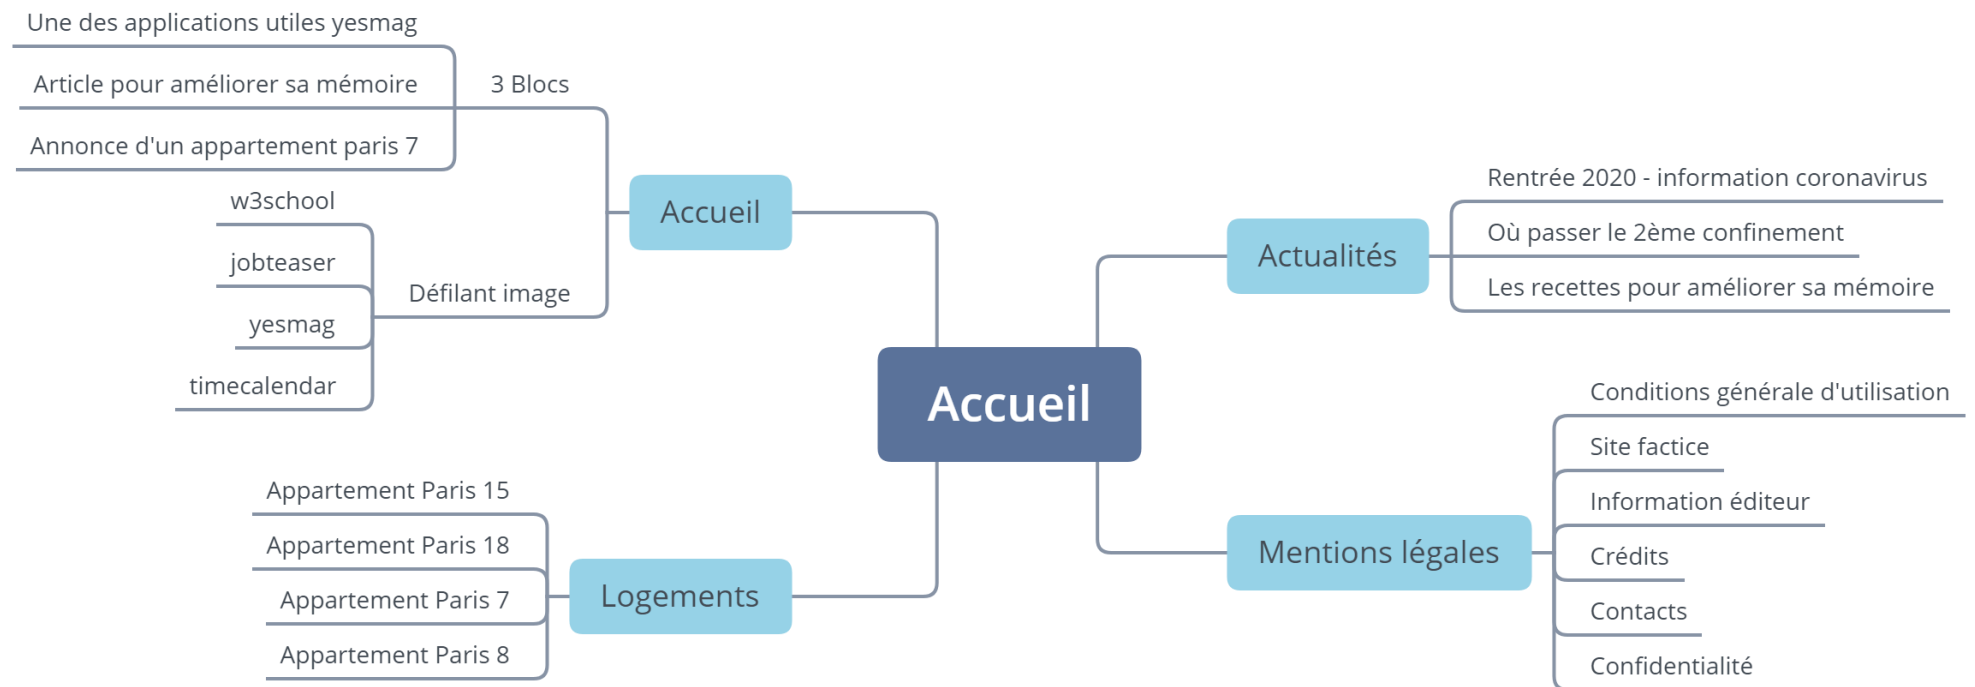 Une des applications utiles yesmag
Article pour améliorer sa mémoire
Annonce d'un appartement paris 7
3 Blocs
w3school
jobteaser
yesmag
timecalendar
Défilant image
Accueil
Appartement Paris 15
Appartement Paris 18
Appartement Paris 7
Appartement Paris 8
Logements
Accueil
Actualités
Rentrée 2020 - information coronavirus
Où passer le 2ème confinement
Les recettes pour améliorer sa mémoire
Mentions légales
Conditions générale d'utilisation
Site factice
Information éditeur
Crédits
Contacts
Confidentialité